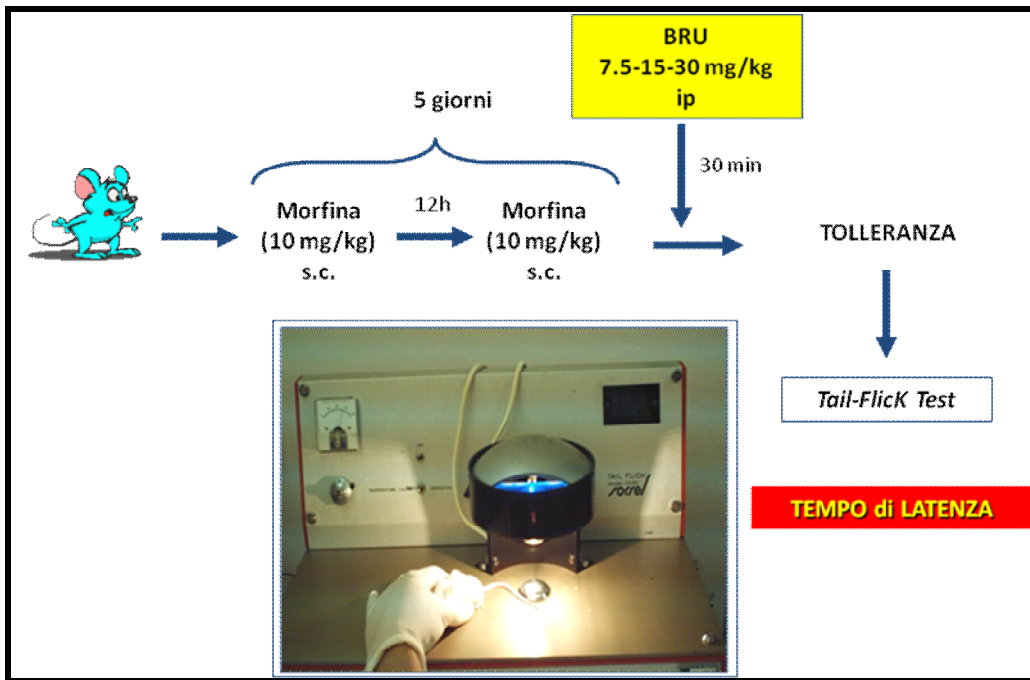 BRU
7.5-15-30 mg/kg
ip
5 giorni
30 min
Morfina
(10 mg/kg)
s.c.
12h
Morfina
(10 mg/kg)
s.c.
TOLLERANZA
Tail-FlicK Test
TEMPO di LATENZA
TAIL FLICK